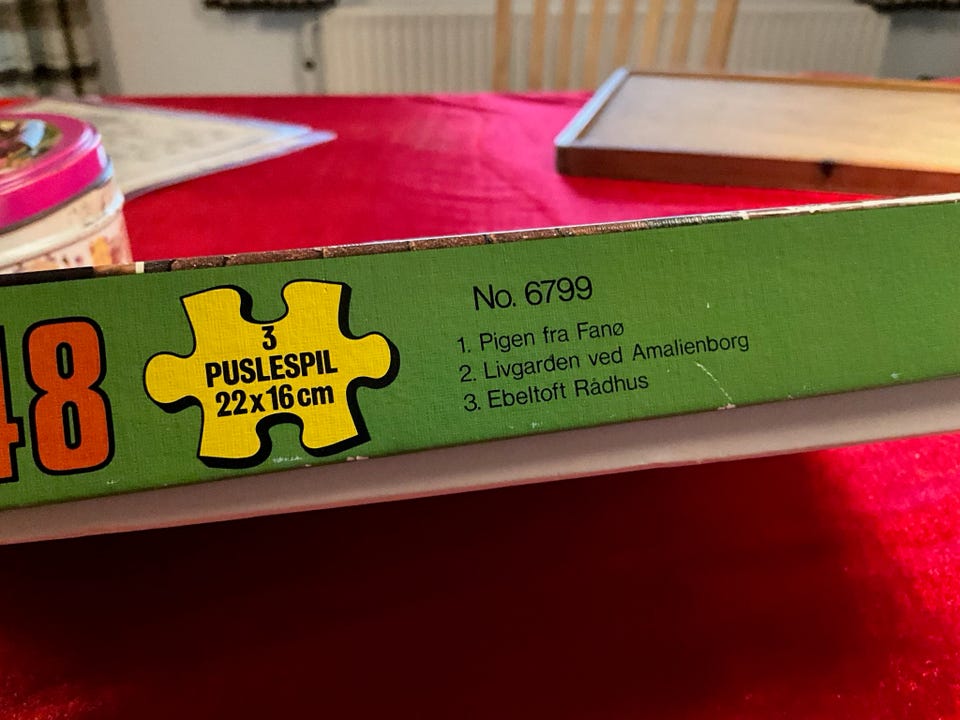 48
3
PUSLESPIL
22x16cm
No. 6799
1. Pigen fra Fanø
2. Livgarden ved Amalienborg
3. Ebeltoft Rådhus